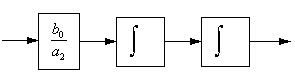 b₀/a₂ ∫ ∫